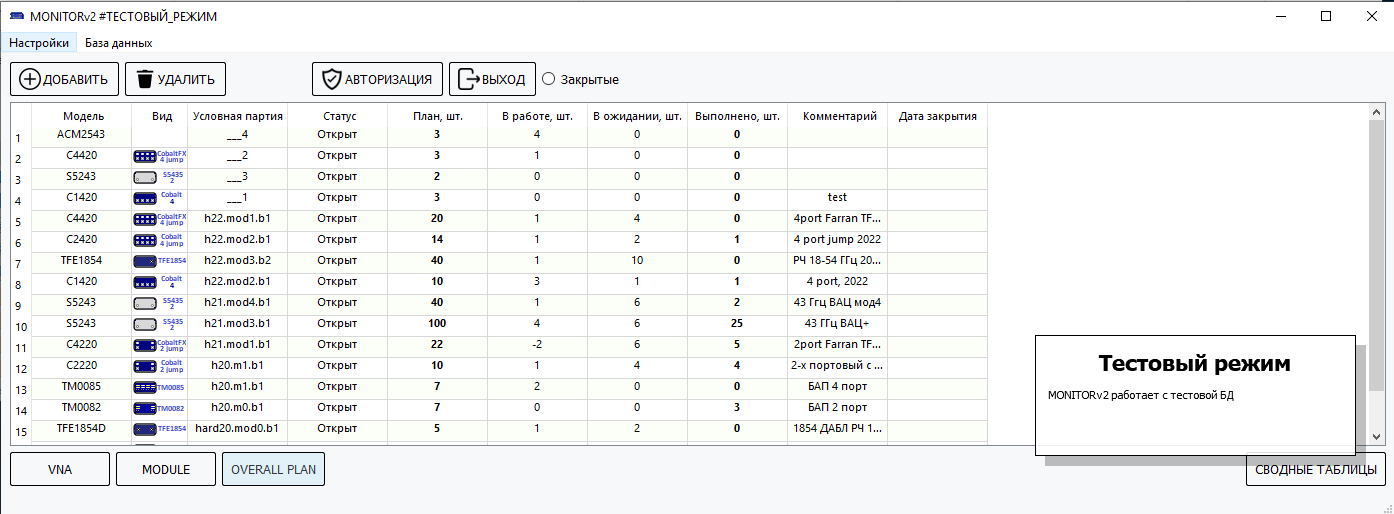 MONITORv2 #ТЕСТОВЫЙ_РЕЖИМ
Настройки База данных
ДОБАВИТЬ УДАЛИТЬ АВТОРИЗАЦИЯ ВЫХОД Закрытые
Модель Вид Условная партия Статус План, шт. В работе, шт. В ожидании, шт. Выполнено, шт. Комментарий Дата закрытия
1 ACM2543 ___4 Открыт 3 4 0 0
2 C4420 CobaltFX 4 jump ___2 Открыт 3 1 0 0
3 S5243 S5435 2 ___3 Открыт 2 0 0 0
4 C1420 Cobalt 4 ___1 Открыт 3 0 0 0 test
5 C4420 CobaltFX 4 jump h22.mod1.b1 Открыт 20 1 4 0 4port Farran TF...
6 C2420 Cobalt 4 jump h22.mod2.b1 Открыт 14 1 2 1 4 port jump 2022
7 TFE1854 TFE1854 h22.mod3.b2 Открыт 40 1 10 0 РЧ 18-54 ГГц 20...
8 C1420 Cobalt 4 h22.mod2.b1 Открыт 10 3 1 1 4 port, 2022
9 S5243 S5435 2 h21.mod4.b1 Открыт 40 1 6 2 43 Ггц ВАЦ мод4
10 S5243 S5435 2 h21.mod3.b1 Открыт 100 4 6 25 43 ГГц ВАЦ+
11 C4220 CobaltFX 2 jump h21.mod1.b1 Открыт 22 -2 6 5 2port Farran TF...
12 C2220 Cobalt 2 jump h20.m1.b1 Открыт 10 1 4 4 2-х портовый с ...
13 TM0085 TM0085 h20.m1.b1 Открыт 7 2 0 0 БАП 4 порт
14 TM0082 TM0082 h20.m0.b1 Открыт 7 0 0 3 БАП 2 порт
15 TFE1854D TFE1854 hard20.mod0.b1 Открыт 5 1 2 0 1854 ДАБЛ РЧ 1...
Тестовый режим
MONITORv2 работает с тестовой БД
VNA MODULE OVERALL PLAN СВОДНЫЕ ТАБЛИЦЫ